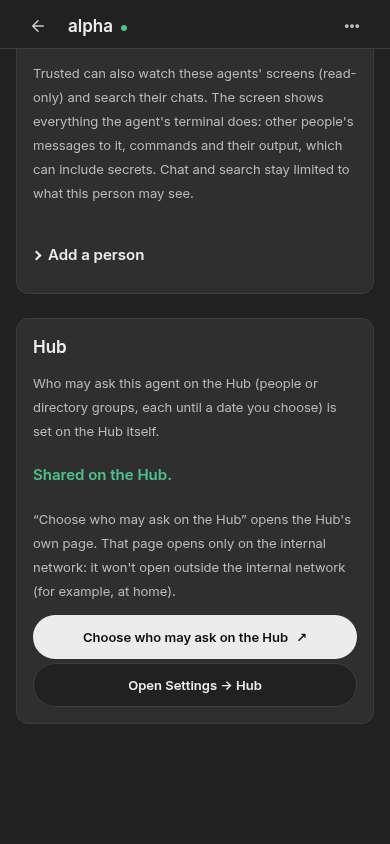 alpha
Trusted can also watch these agents' screens (read-
only) and search their chats. The screen shows
everything the agent's terminal does: other people's
messages to it, commands and their output, which
can include secrets. Chat and search stay limited to
what this person may see.
Add a person
Hub
Who may ask this agent on the Hub (people or
directory groups, each until a date you choose) is
set on the Hub itself.
Shared on the Hub.
“Choose who may ask on the Hub” opens the Hub's
own page. That page opens only on the internal
network: it won't open outside the internal network
(for example, at home).
Choose who may ask on the Hub ↗
Open Settings → Hub